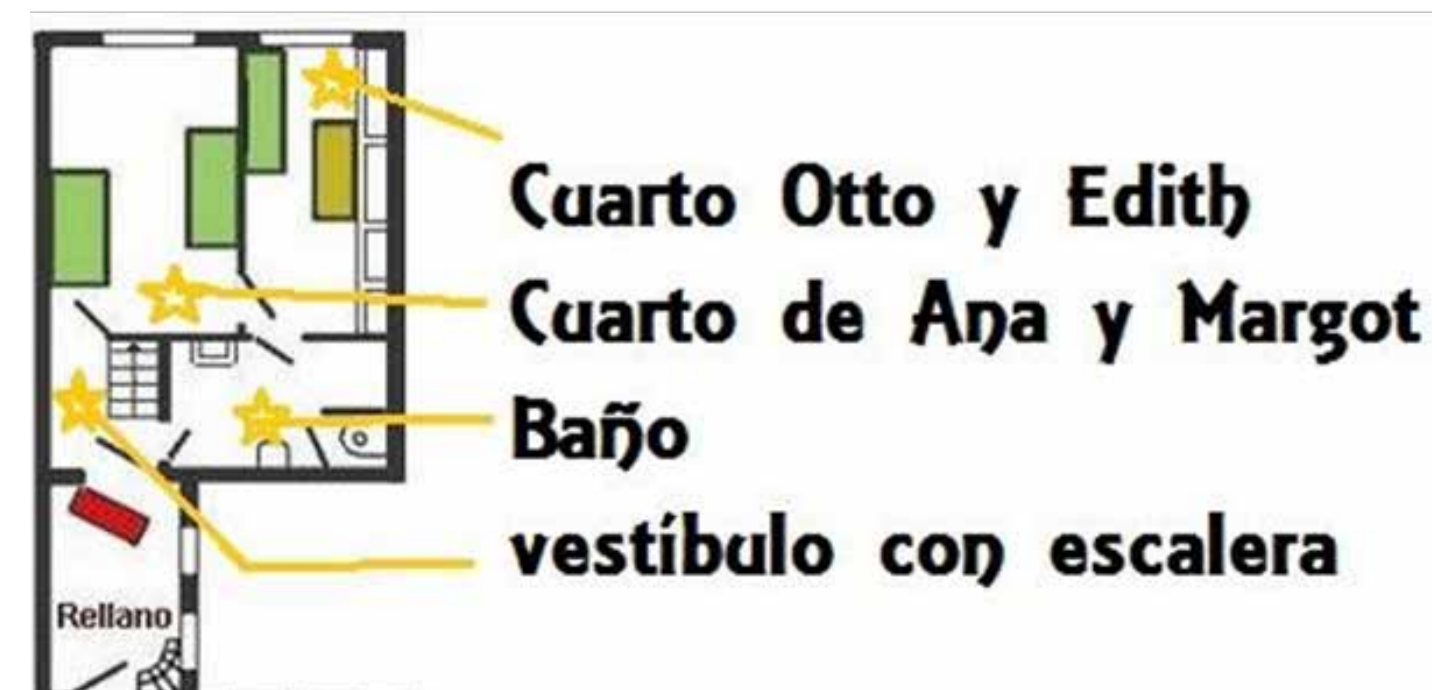 Cuarto Otto y Edith
Cuarto de Ana y Margot
Baño
vestíbulo con escalera
Rellano